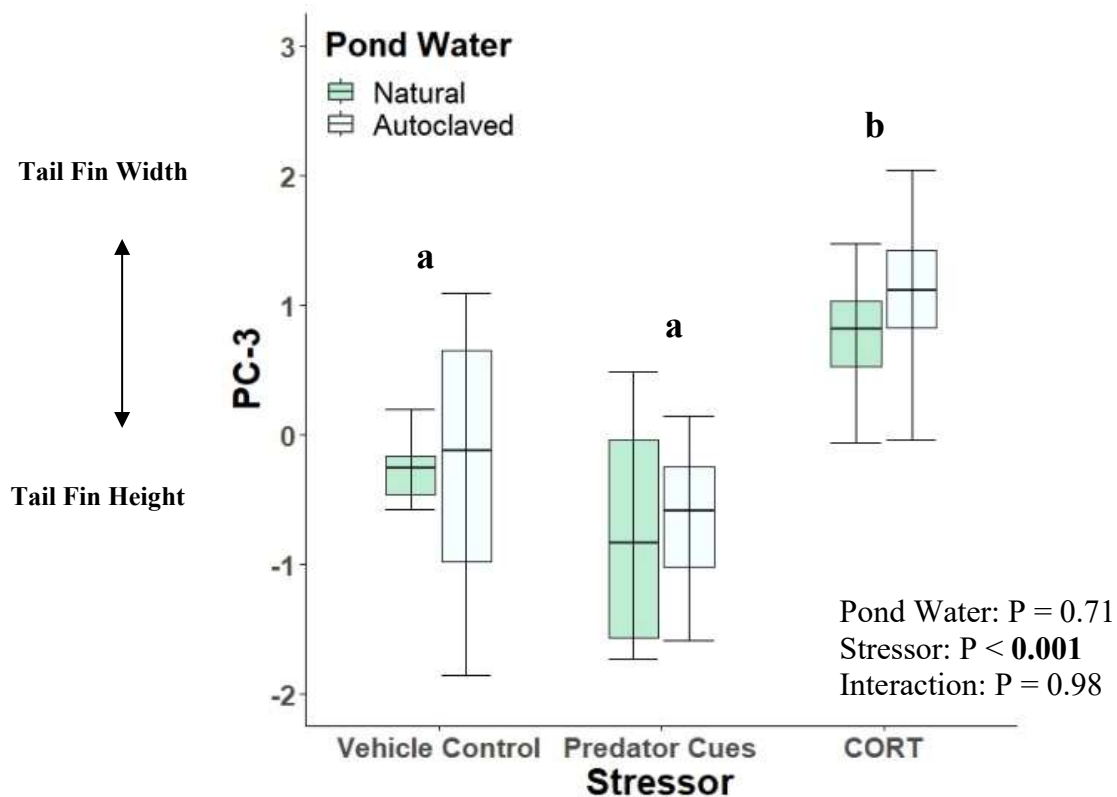 Pond Water
Natural
Autoclaved
3
2
1
0
-1
-2
PC-3
Tail Fin Width
Tail Fin Height
a
a
b
Pond Water: P = 0.71
Stressor: P < 0.001
Interaction: P = 0.98
Vehicle Control
Predator Cues
CORT
Stressor